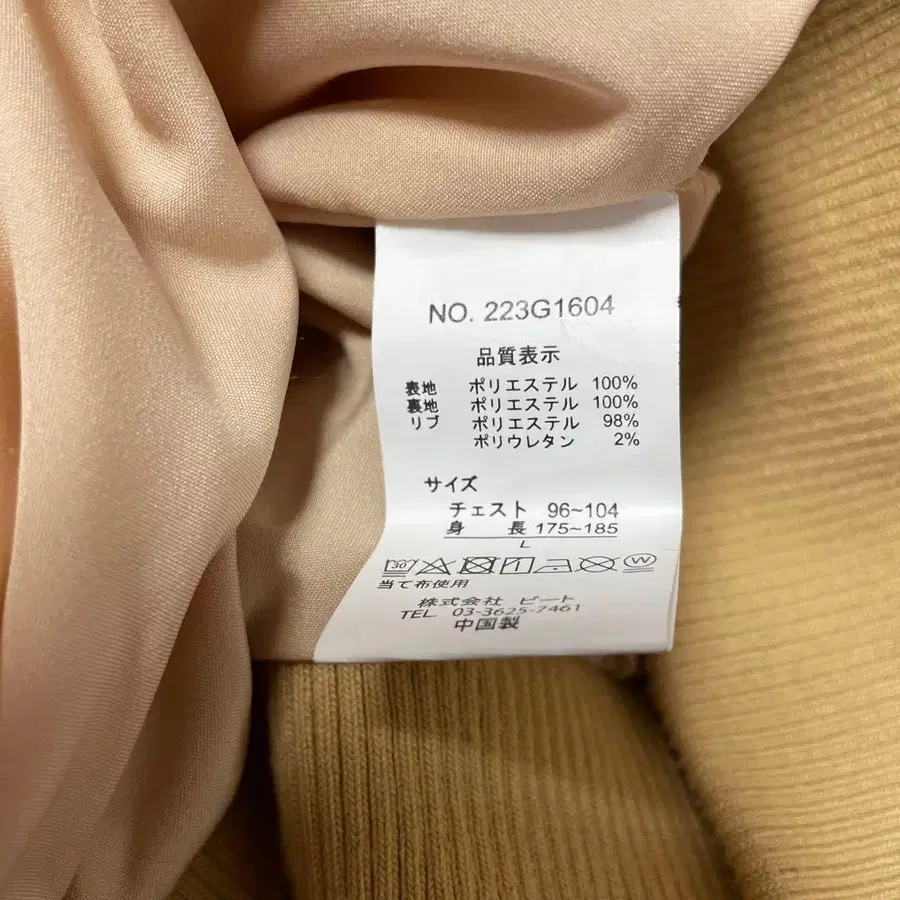 NO. 223G1604
品質表示
表地 ポリエステル 100%
裏地 ポリエステル 100%
リブ ポリエステル 98%
ポリウレタン 2%
サイズ
チェスト 96~104
身長 175~185
L
30 W
当て布使用
株式会社 ビート
TEL. 03-3625-7461
中国製